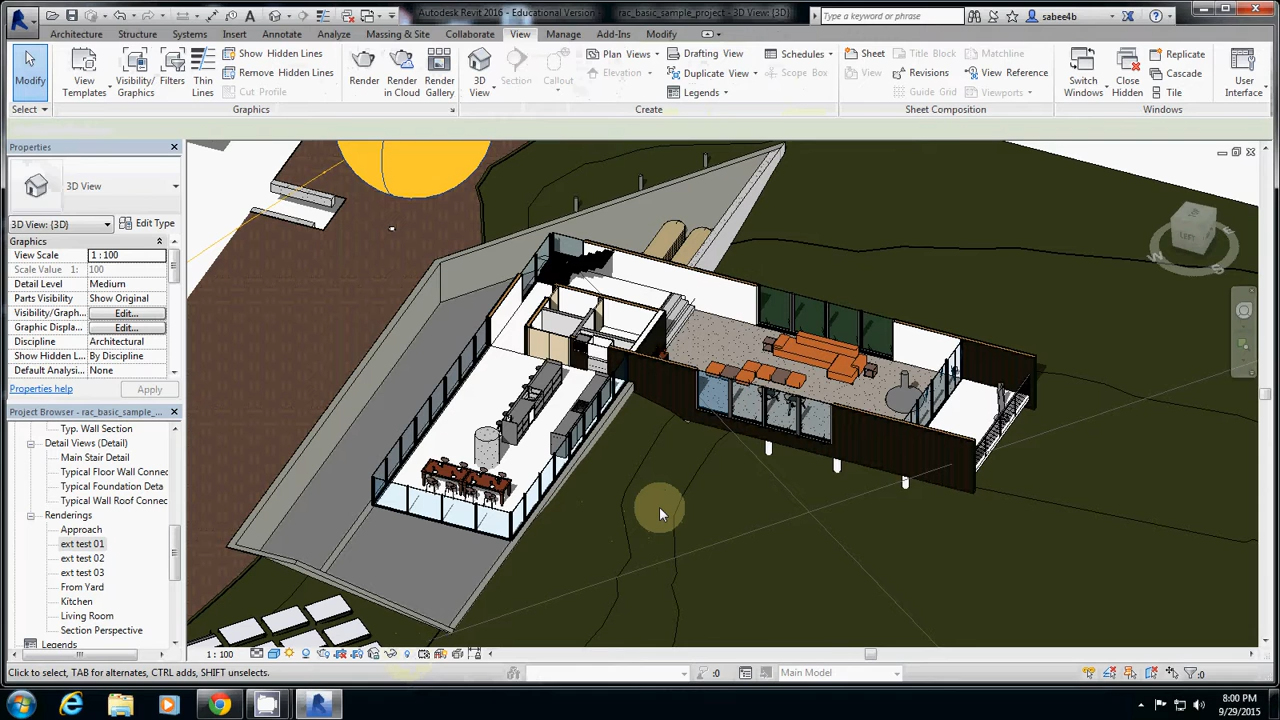 Autodesk Revit 2016 - Educational Version - rac_basic_sample_project - 3D View: {3D}
Type a keyword or phrase
sabee4b
Architecture Structure Systems Insert Annotate Analyze Massing & Site Collaborate View Manage Add-Ins Modify
Modify
View Templates
Visibility/ Graphics
Filters
Thin Lines
Show Hidden Lines
Remove Hidden Lines
Cut Profile
Render
Render in Cloud
Render Gallery
3D View
Section
Callout
Plan Views
Elevation
Drafting View
Duplicate View
Legends
Schedules
Scope Box
Sheet
View
Title Block
Revisions
Guide Grid
Matchline
View Reference
Viewports
Switch Windows
Close Hidden
Replicate
Cascade
Tile
User Interface
Select
Graphics
Create
Sheet Composition
Windows
Properties
3D View
3D View: {3D}
Edit Type
Graphics
View Scale 1 : 100
Scale Value 1: 100
Detail Level Medium
Parts Visibility Show Original
Visibility/Graph... Edit...
Graphic Displa... Edit...
Discipline Architectural
Show Hidden L... By Discipline
Default Analysi... None
Properties help
Apply
Project Browser - rac_basic_sample_...
Typ. Wall Section
Detail Views (Detail)
Main Stair Detail
Typical Floor Wall Connec
Typical Foundation Deta
Typical Wall Roof Connec
Renderings
Approach
ext test 01
ext test 02
ext test 03
From Yard
Kitchen
Living Room
Section Perspective
Legends
LEFT
W
S
1 : 100
Click to select, TAB for alternates, CTRL adds, SHIFT unselects.
:0
Main Model
:0
8:00 PM
9/29/2015